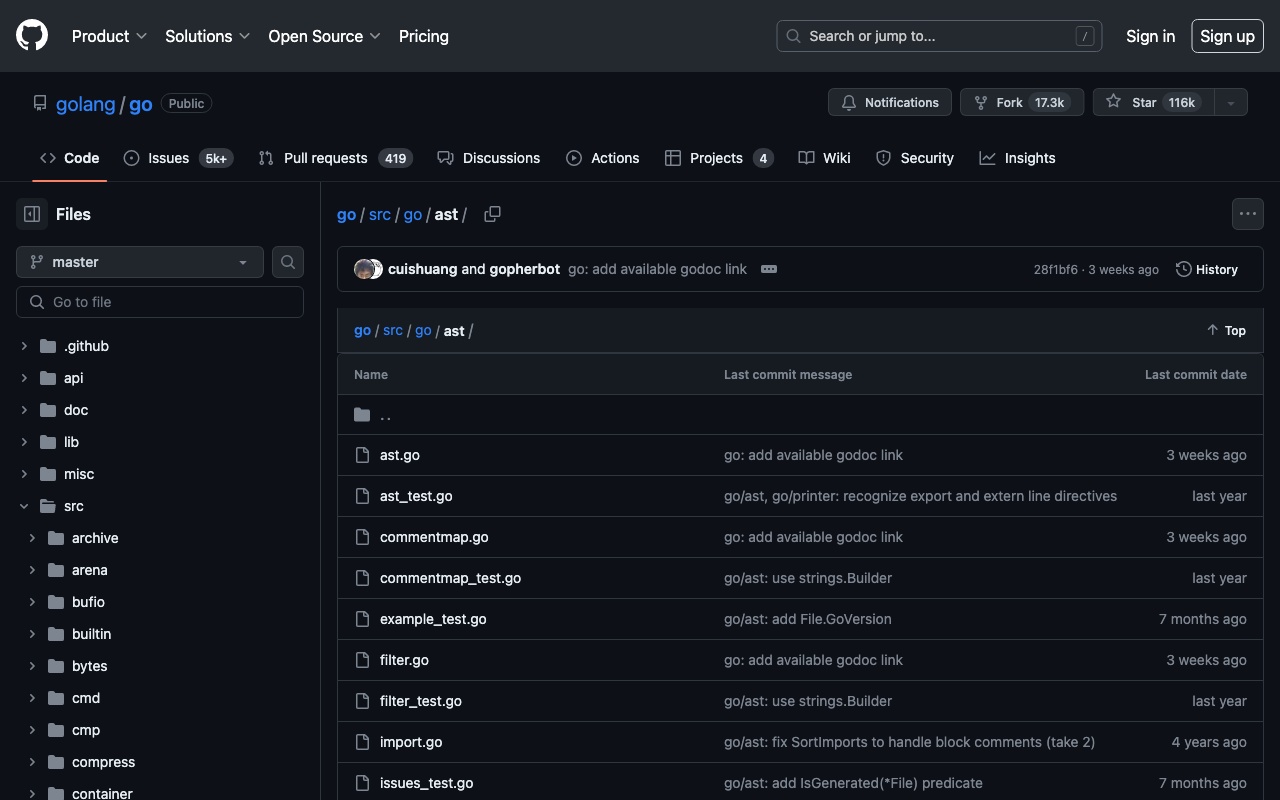 Product Solutions Open Source Pricing Search or jump to... / Sign in Sign up
golang / go Public Notifications Fork 17.3k Star 116k
Code Issues 5k+ Pull requests 419 Discussions Actions Projects 4 Wiki Security Insights
Files
master
Go to file
.github
api
doc
lib
misc
src
archive
arena
bufio
builtin
bytes
cmd
cmp
compress
container
go / src / go / ast /
cuishuang and gopherbot go: add available godoc link 28f1bf6 · 3 weeks ago History
go / src / go / ast / Top
Name Last commit message Last commit date
..
ast.go go: add available godoc link 3 weeks ago
ast_test.go go/ast, go/printer: recognize export and extern line directives last year
commentmap.go go: add available godoc link 3 weeks ago
commentmap_test.go go/ast: use strings.Builder last year
example_test.go go/ast: add File.GoVersion 7 months ago
filter.go go: add available godoc link 3 weeks ago
filter_test.go go/ast: use strings.Builder last year
import.go go/ast: fix SortImports to handle block comments (take 2) 4 years ago
issues_test.go go/ast: add IsGenerated(*File) predicate 7 months ago